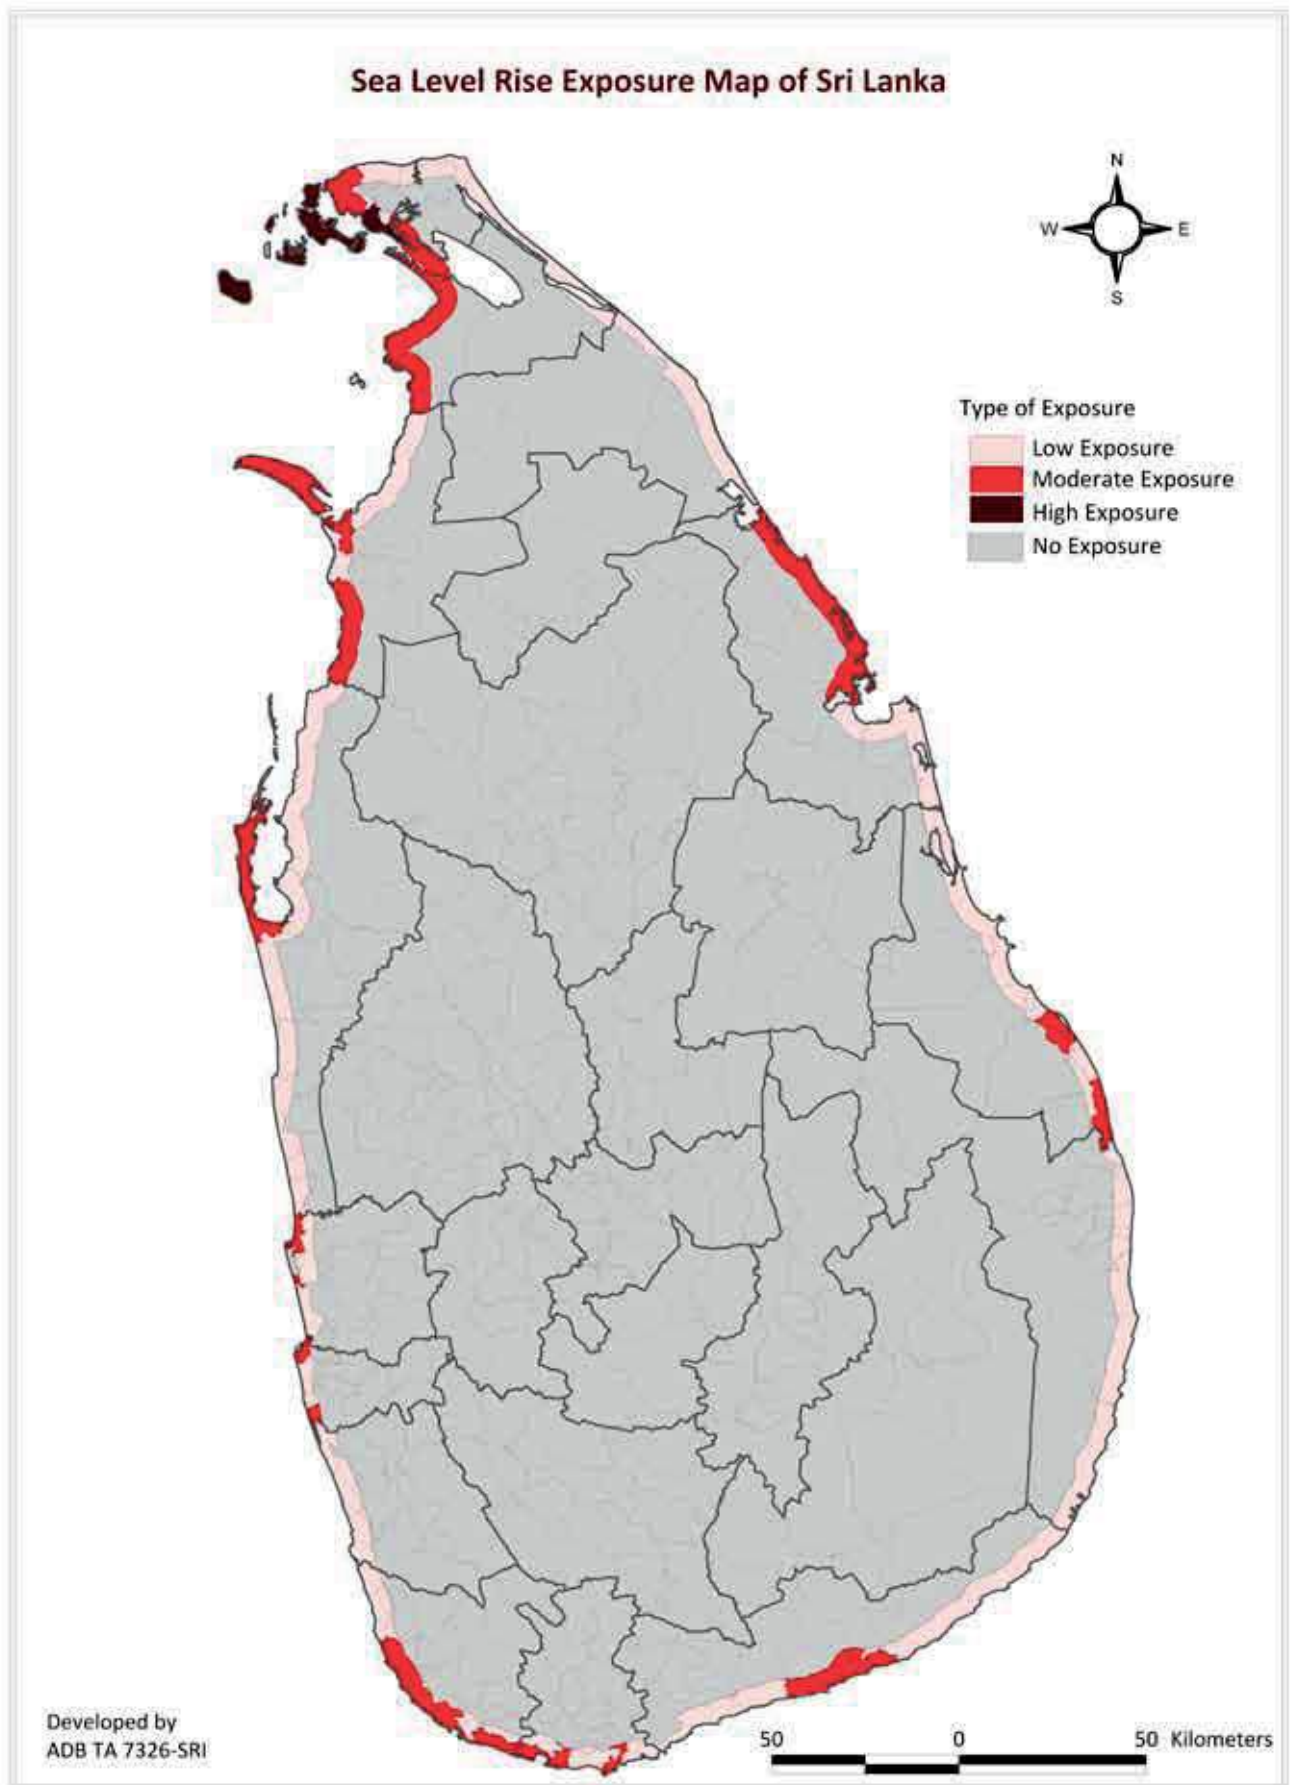 Sea Level Rise Exposure Map of Sri Lanka
N
W E
S
Type of Exposure
Low Exposure
Moderate Exposure
High Exposure
No Exposure
Developed by
ADB TA 7326-SRI
50 0 50 Kilometers